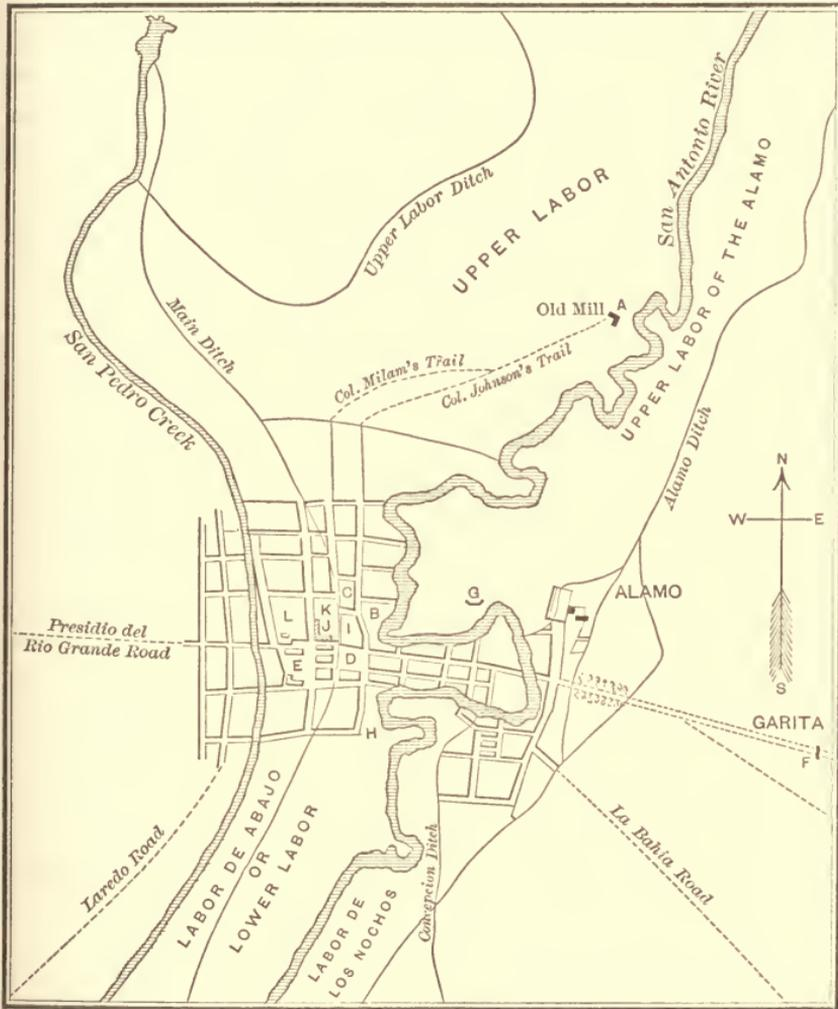 San Antonio River
Upper Labor Ditch
UPPER LABOR
UPPER LABOR OF THE ALAMO
Old Mill
A
Main Ditch
San Pedro Creck
Col. Milam's Trail
Col. Johnson's Trail
Alamo Ditch
N
W
E
S
G
ALAMO
C
L
K
B
J
I
Presidio del
Rio Grande Road
E
D
H
GARITA
F
Laredo Road
LABOR DE ABAJO
OR
LOWER LABOR
LABOR DE
LOS NOCHOS
Concepcion Ditch
La Bahia Road